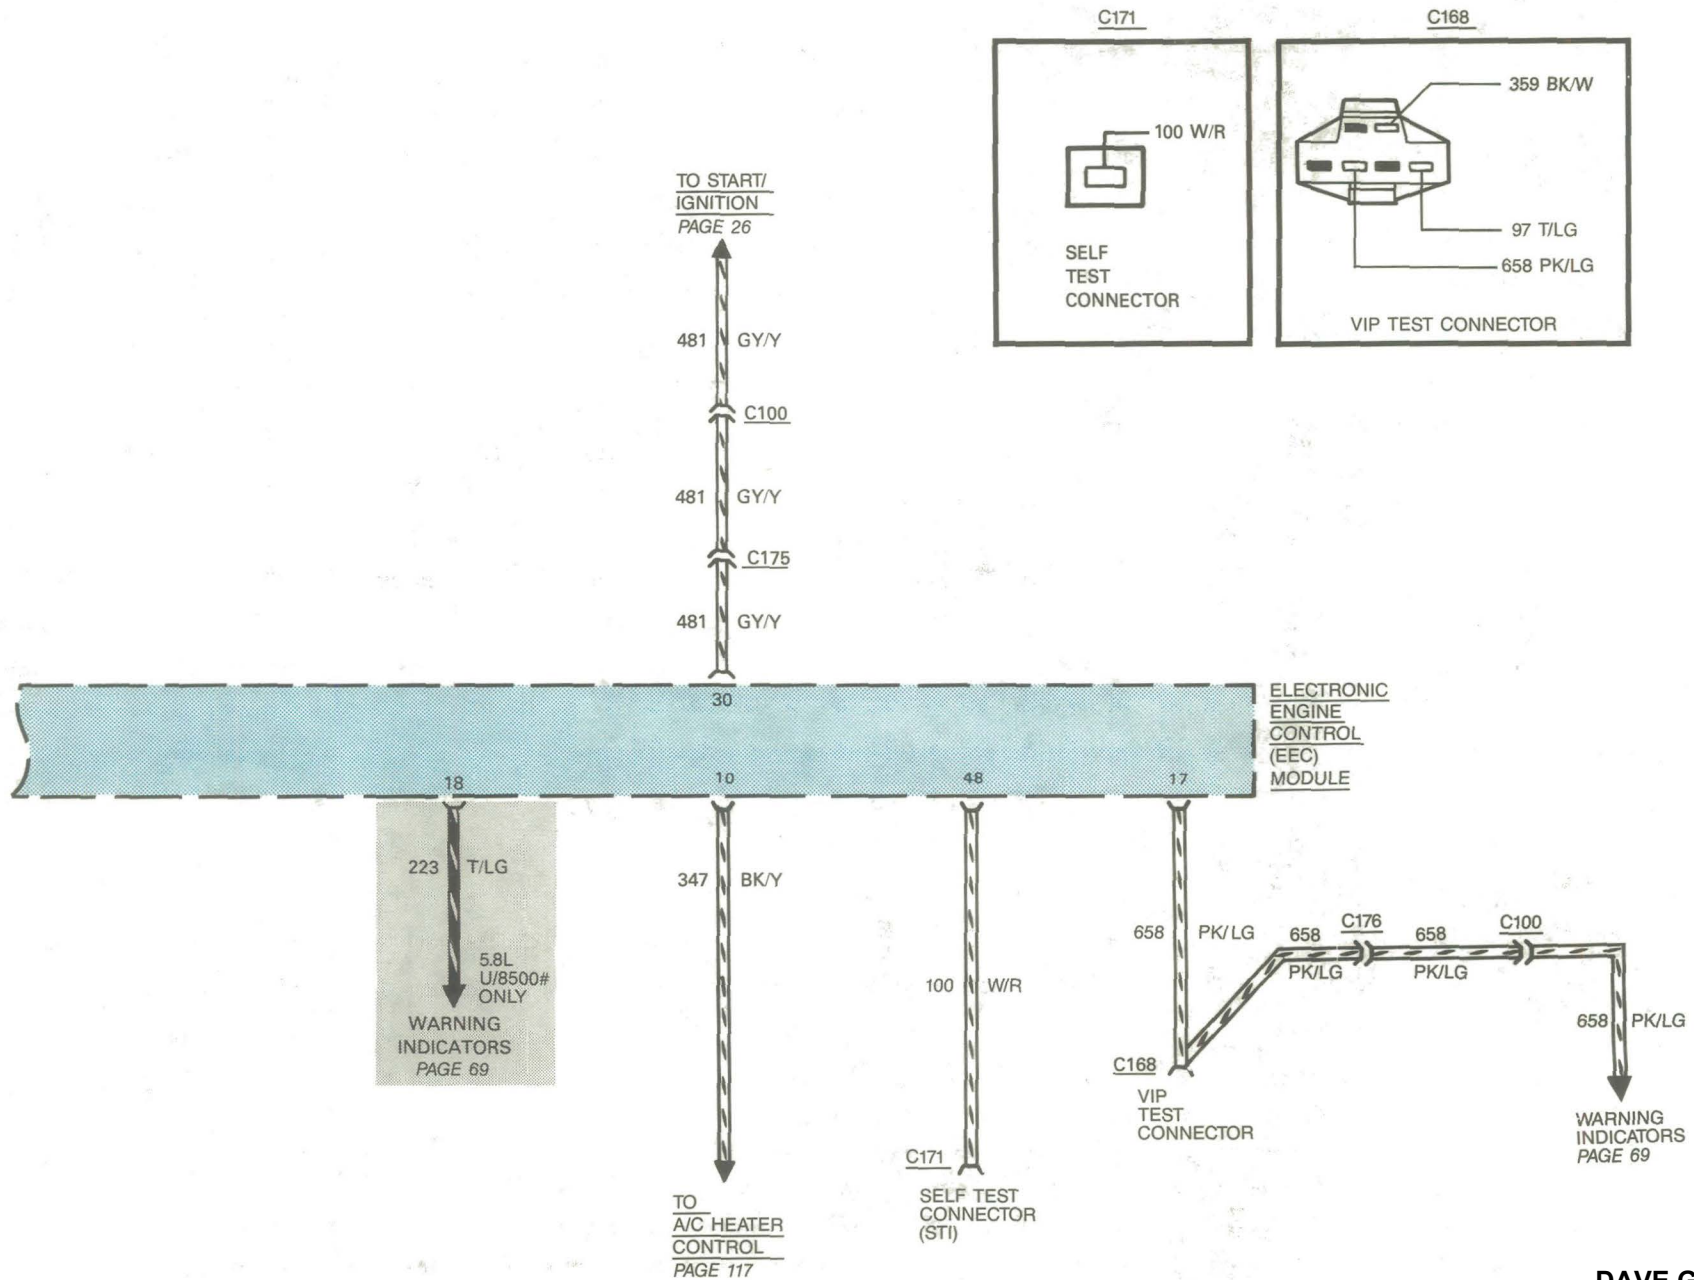 C171
C168
359 BK/W
100 W/R
97 T/LG
658 PK/LG
SELF
TEST
CONNECTOR
VIP TEST CONNECTOR
TO START/
IGNITION
PAGE 26
481 GY/Y
C100
481 GY/Y
C175
481 GY/Y
30
ELECTRONIC
ENGINE
CONTROL
(EEC)
MODULE
18
10
48
17
223 T/LG
5.8L
U/8500#
ONLY
WARNING
INDICATORS
PAGE 69
347 BK/Y
TO
A/C HEATER
CONTROL
PAGE 117
100 W/R
C171
SELF TEST
CONNECTOR
(STI)
658 PK/LG
C168
VIP
TEST
CONNECTOR
658
PK/LG
C176
658
PK/LG
C100
658 PK/LG
WARNING
INDICATORS
PAGE 69
DAVE